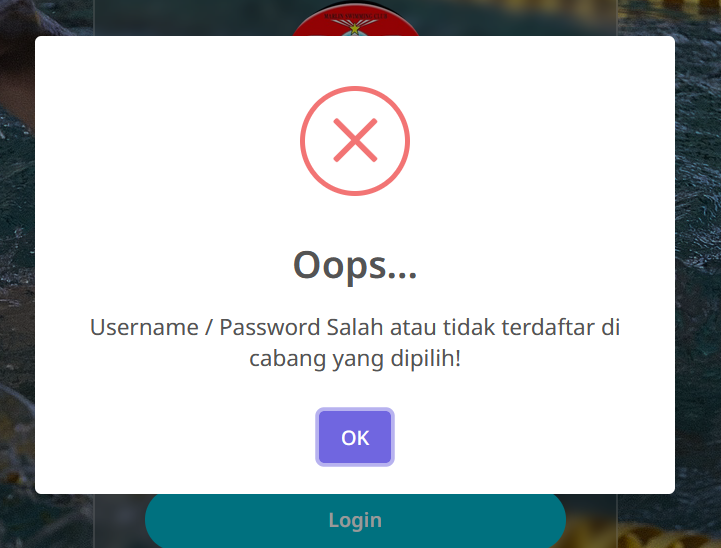 Oops...
Username / Password Salah atau tidak terdaftar di
cabang yang dipilih!
OK
Login